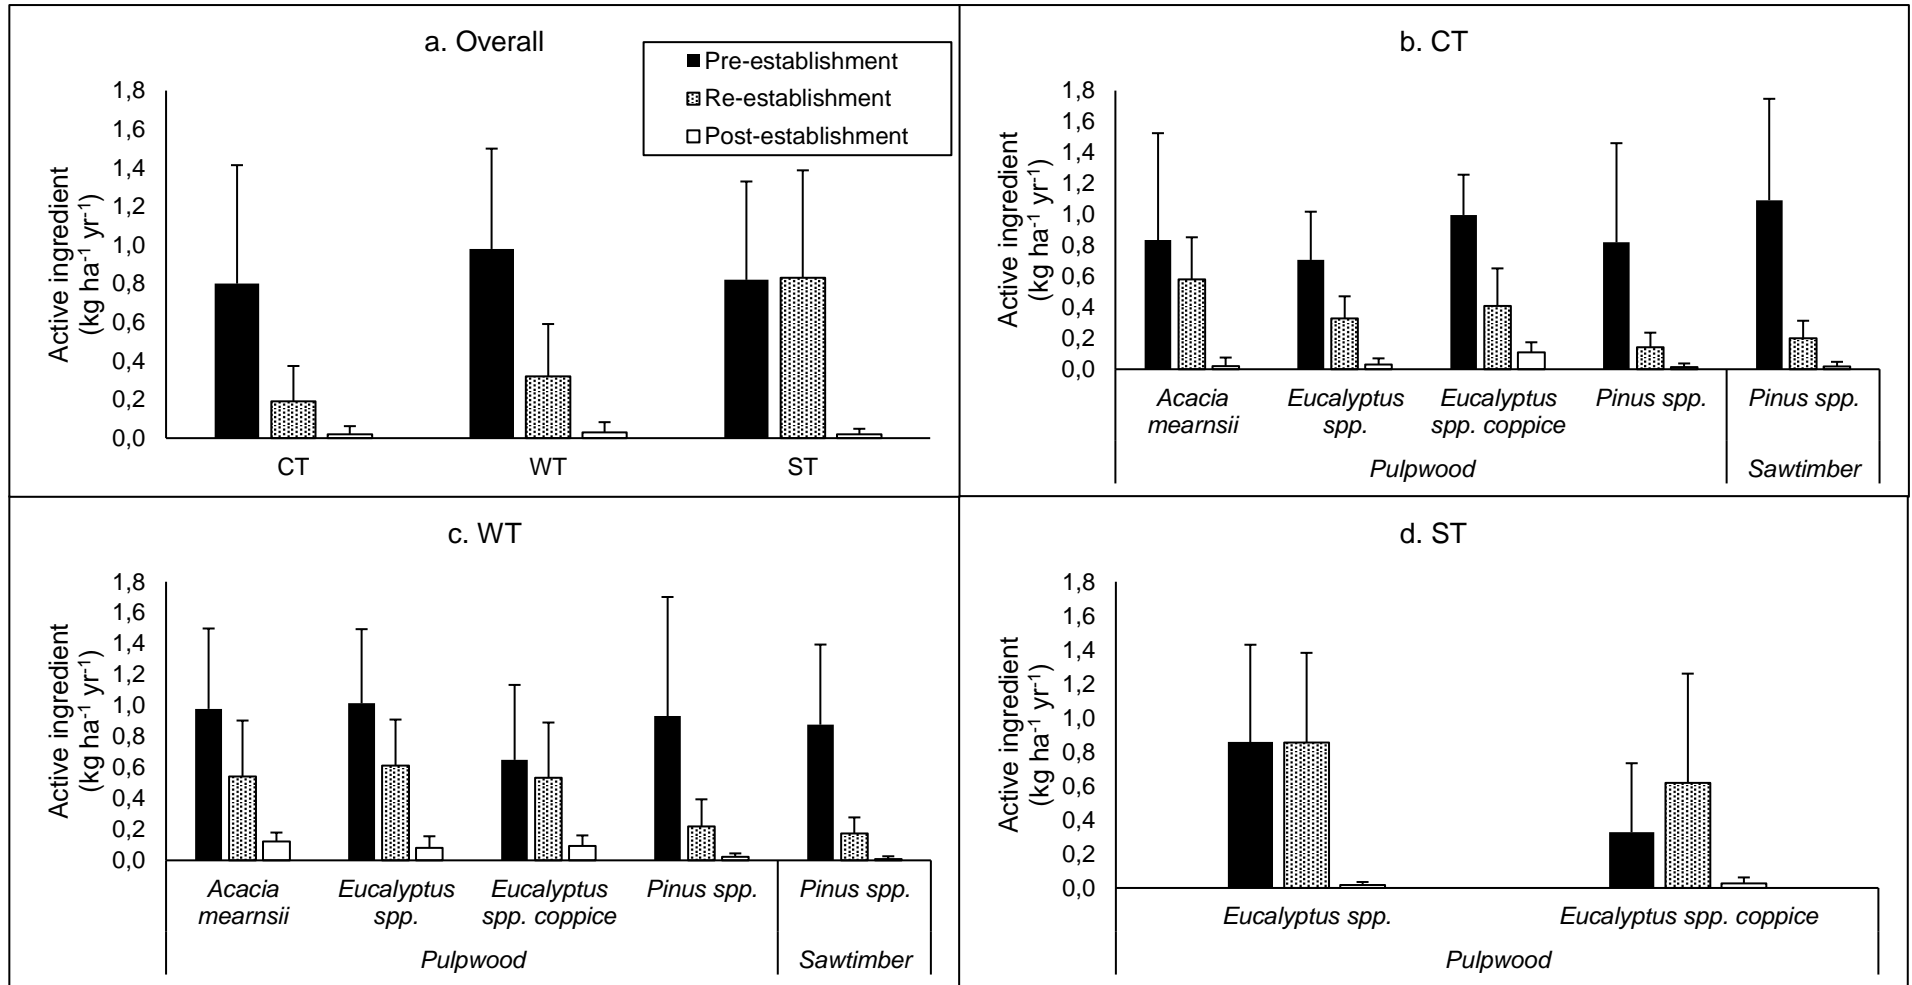 a. Overall
Pre-establishment
Re-establishment
Post-establishment
Active ingredient
(kg ha-1 yr-1)
1,8
1,6
1,4
1,2
1,0
0,8
0,6
0,4
0,2
0,0
CT
WT
ST
b. CT
Active ingredient
(kg ha-1 yr-1)
1,8
1,6
1,4
1,2
1,0
0,8
0,6
0,4
0,2
0,0
Acacia
mearnsii
Eucalyptus
spp.
Eucalyptus
spp. coppice
Pinus spp.
Pinus spp.
Pulpwood
Sawtimber
c. WT
Active ingredient
(kg ha-1 yr-1)
1,8
1,6
1,4
1,2
1,0
0,8
0,6
0,4
0,2
0,0
Acacia
mearnsii
Eucalyptus
spp.
Eucalyptus
spp. coppice
Pinus spp.
Pinus spp.
Pulpwood
Sawtimber
d. ST
Active ingredient
(kg ha-1 yr-1)
1,8
1,6
1,4
1,2
1,0
0,8
0,6
0,4
0,2
0,0
Eucalyptus spp.
Eucalyptus spp. coppice
Pulpwood